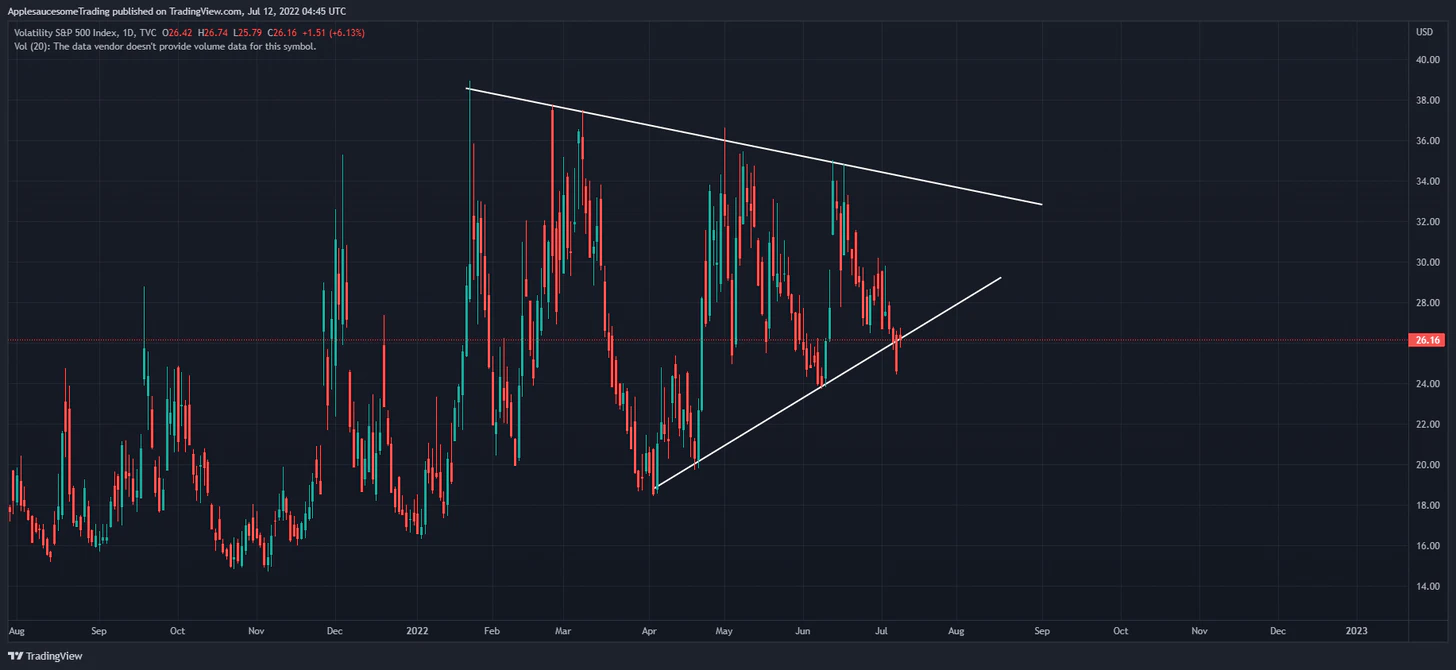 ApplesaucesomeTrading published on TradingView.com, Jul 12, 2022 04:45 UTC
Volatility S&P 500 Index, 1D, TVC O26.42 H26.74 L25.79 C26.16 +1.51 (+6.13%)
Vol (20): The data vendor doesn't provide volume data for this symbol.
USD
40.00
38.00
36.00
34.00
32.00
30.00
28.00
26.16
24.00
22.00
20.00
18.00
16.00
14.00
Aug Sep Oct Nov Dec 2022 Feb Mar Apr May Jun Jul Aug Sep Oct Nov Dec 2023
TradingView